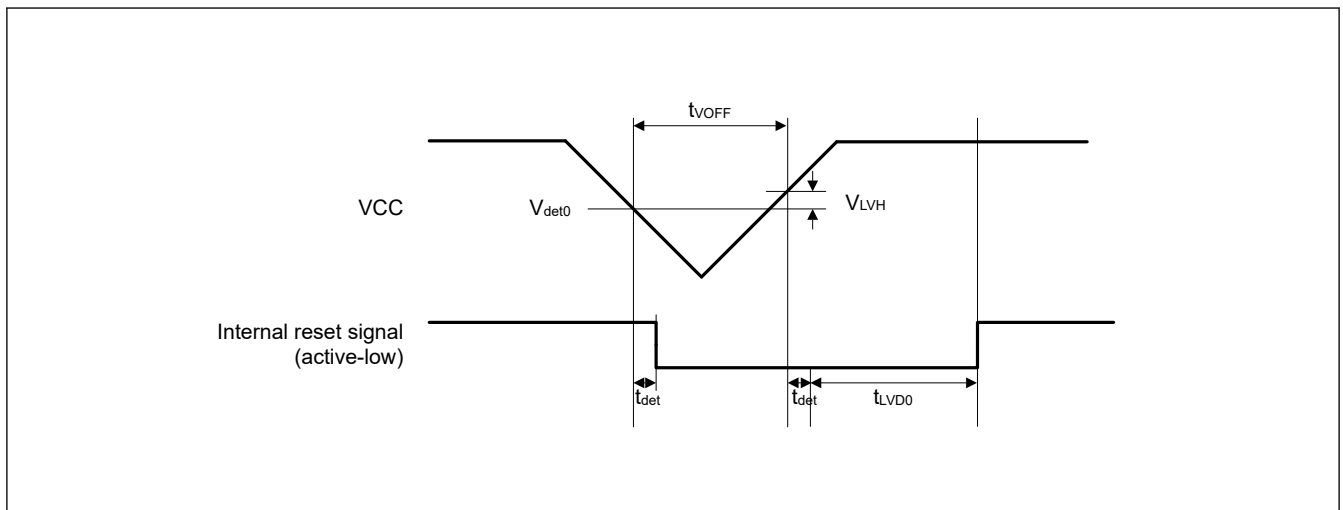 tVOFF
VCC
Vdet0
VLVH
Internal reset signal
(active-low)
tdet
tdet
tLVD0